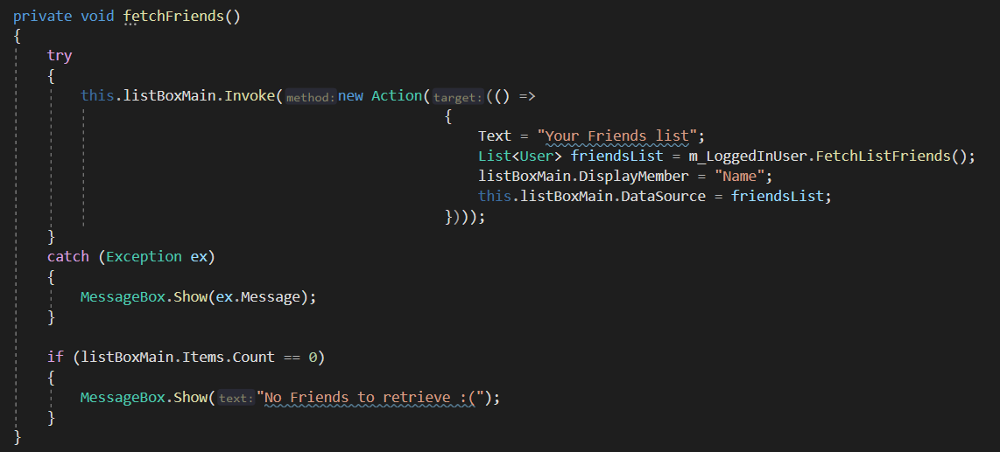 private void fetchFriends()
{
try
{
this.listBoxMain.Invoke(method:new Action(target:(() =>
{
Text = "Your Friends list";
List<User> friendsList = m_LoggedInUser.FetchListFriends();
listBoxMain.DisplayMember = "Name";
this.listBoxMain.DataSource = friendsList;
})));
}
catch (Exception ex)
{
MessageBox.Show(ex.Message);
}
if (listBoxMain.Items.Count == 0)
{
MessageBox.Show(text:"No Friends to retrieve :(");
}
}